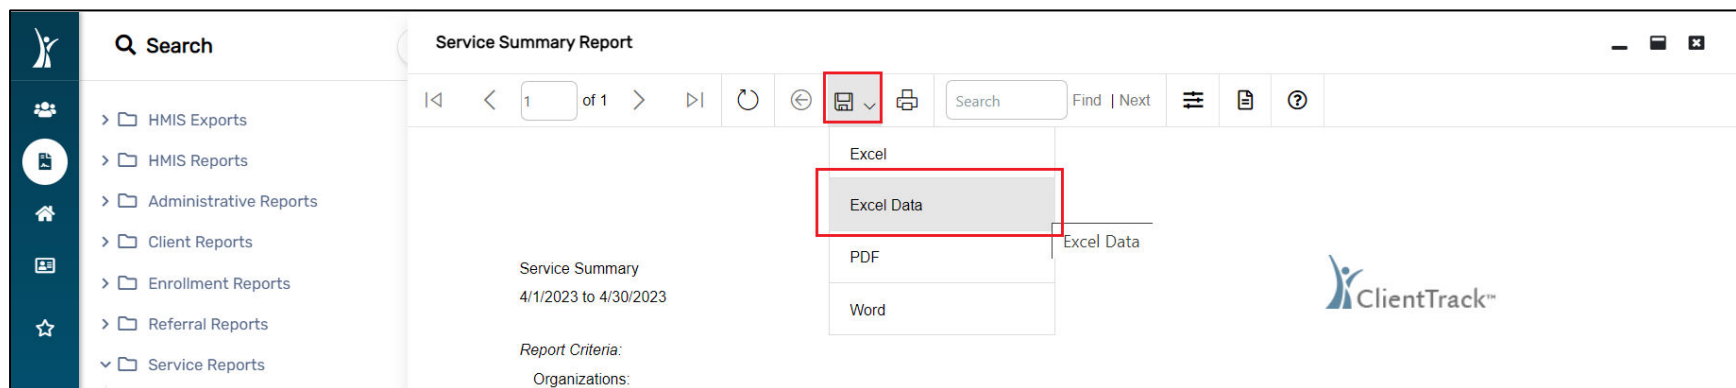 Search
HMIS Exports
HMIS Reports
Administrative Reports
Client Reports
Enrollment Reports
Referral Reports
Service Reports
Service Summary Report
1 of 1 Search Find | Next
Excel
Excel Data
PDF
Word
Excel Data
Service Summary
4/1/2023 to 4/30/2023
ClientTrack™
Report Criteria:
Organizations: